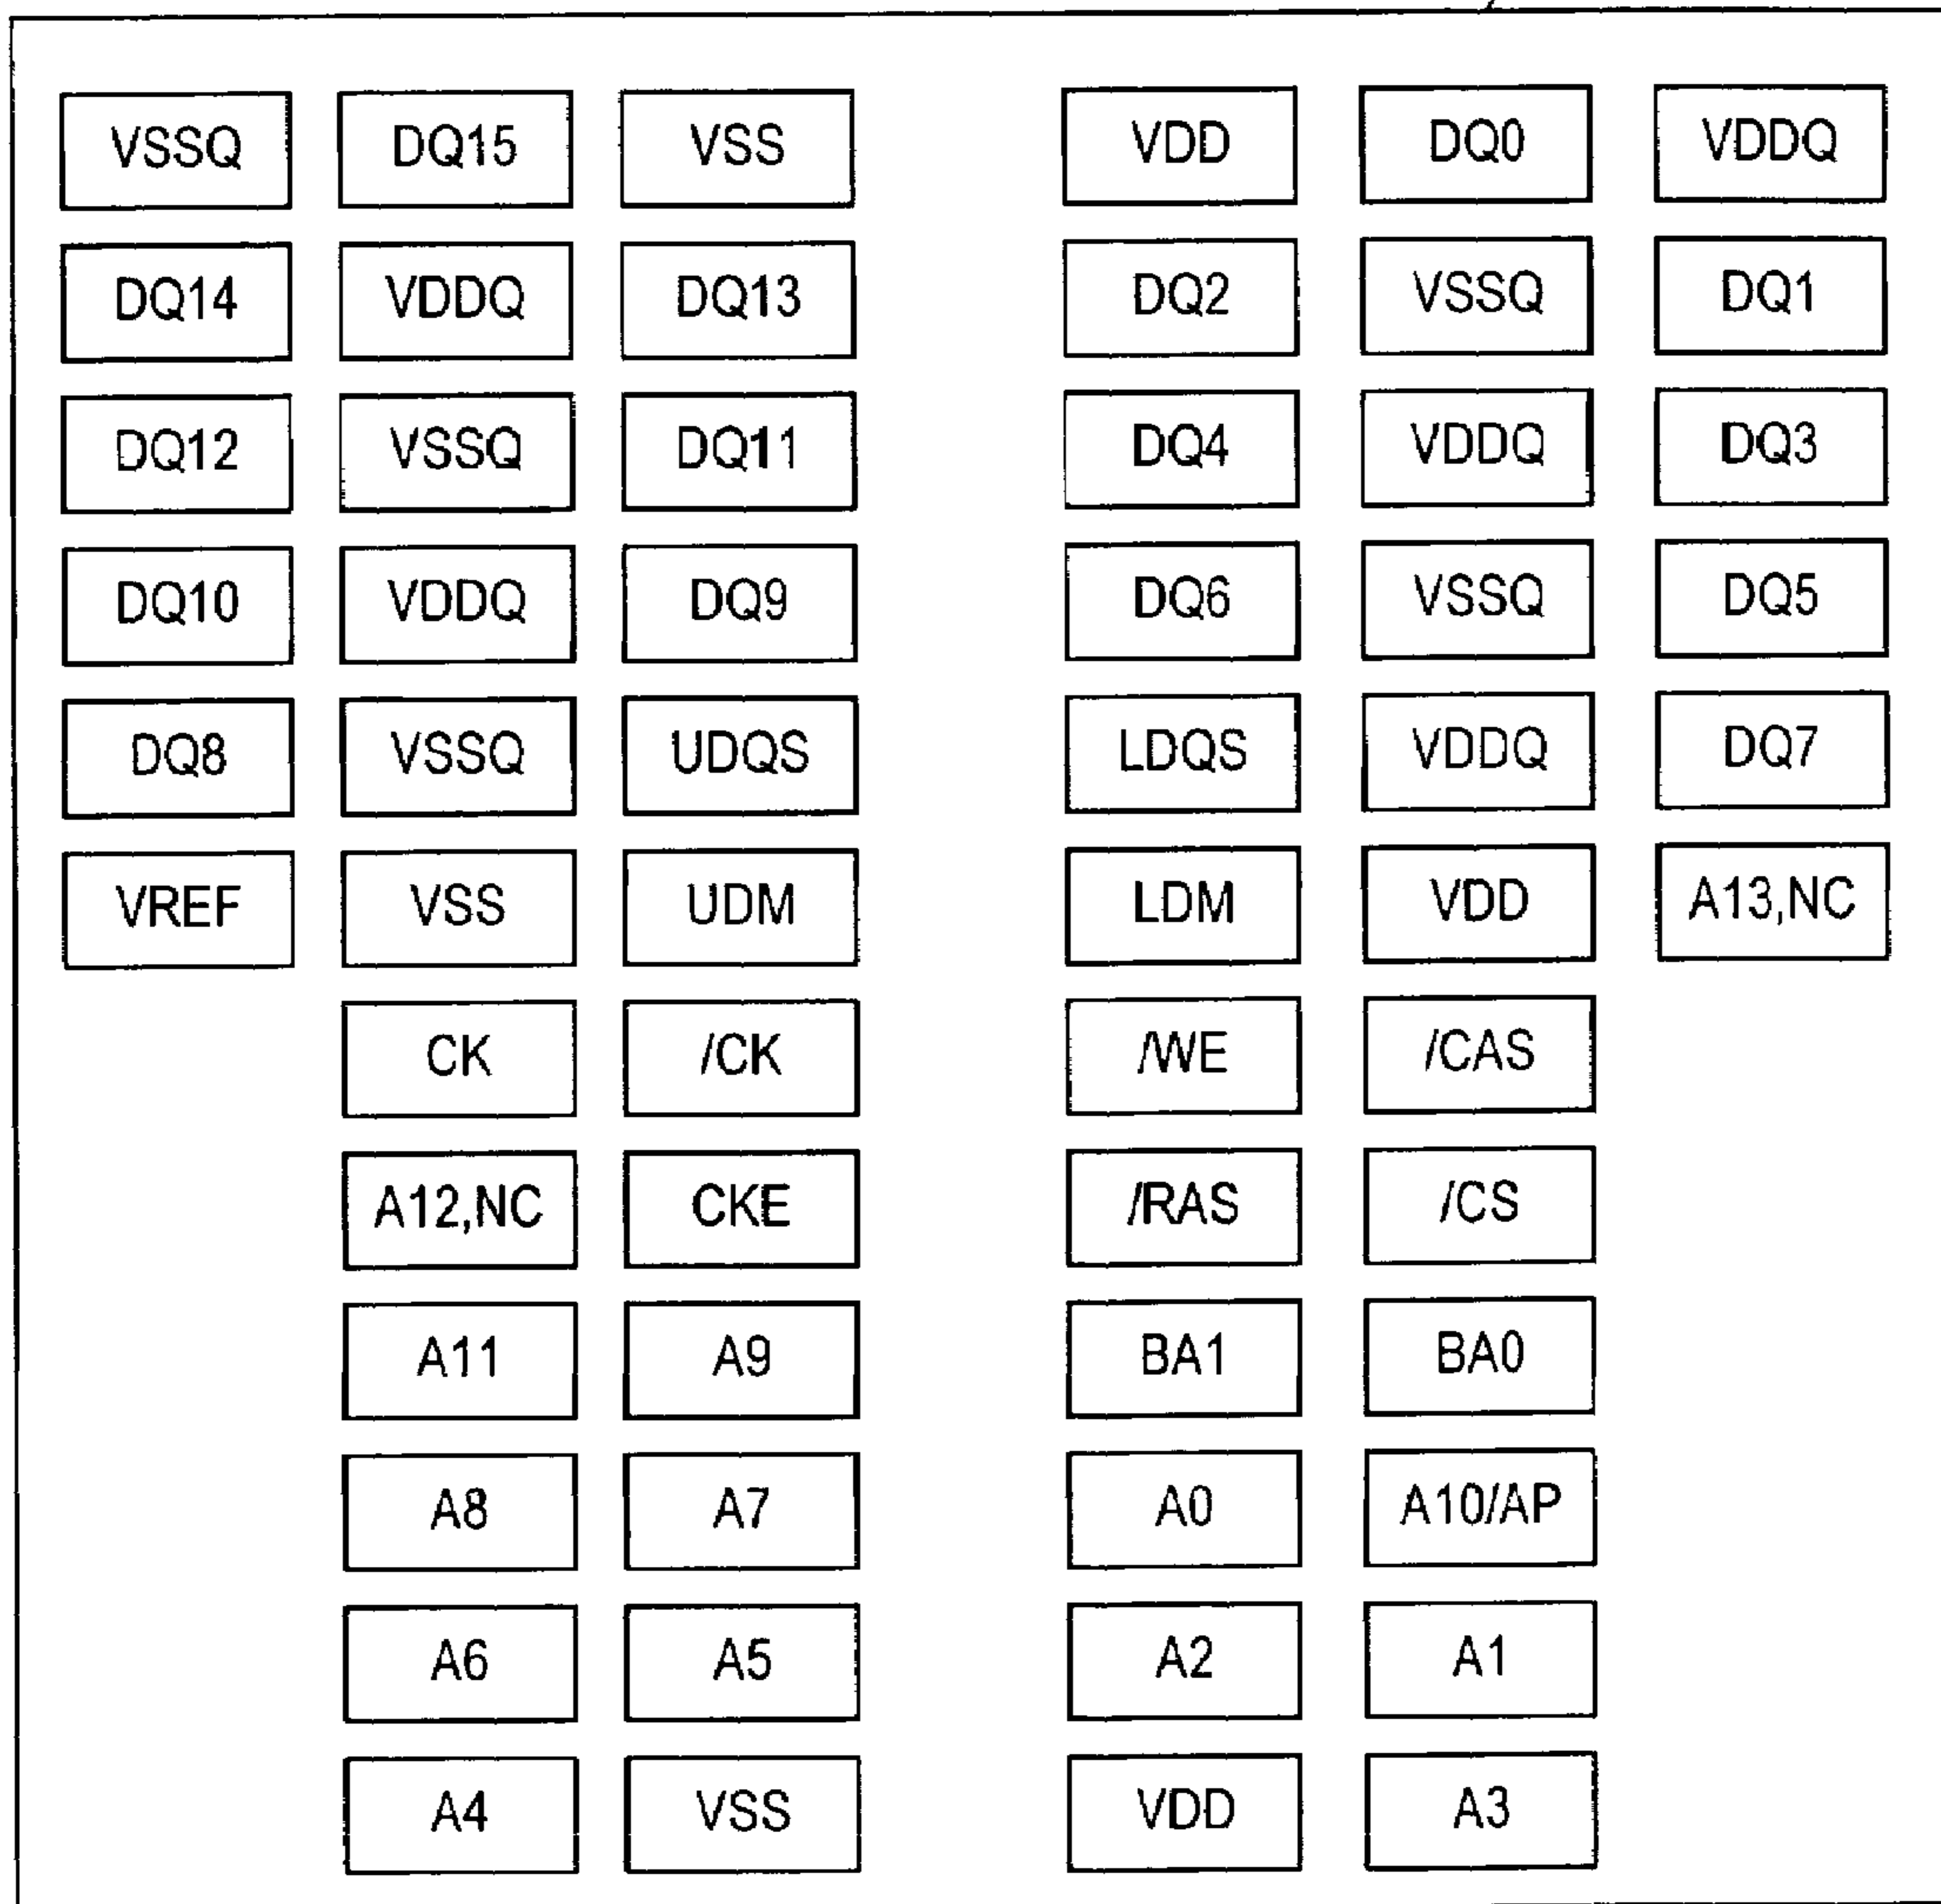 VSSQ DQ15 VSS VDD DQ0 VDDQ
DQ14 VDDQ DQ13 DQ2 VSSQ DQ1
DQ12 VSSQ DQ11 DQ4 VDDQ DQ3
DQ10 VDDQ DQ9 DQ6 VSSQ DQ5
DQ8 VSSQ UDQS LDQS VDDQ DQ7
VREF VSS UDM LDM VDD A13,NC
CK /CK /WE /CAS
A12,NC CKE /RAS /CS
A11 A9 BA1 BA0
A8 A7 A0 A10/AP
A6 A5 A2 A1
A4 VSS VDD A3